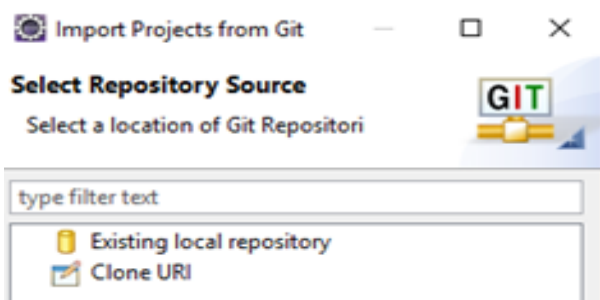 Import Projects from Git
Select Repository Source
Select a location of Git Repositori
GIT
type filter text
Existing local repository
Clone URI